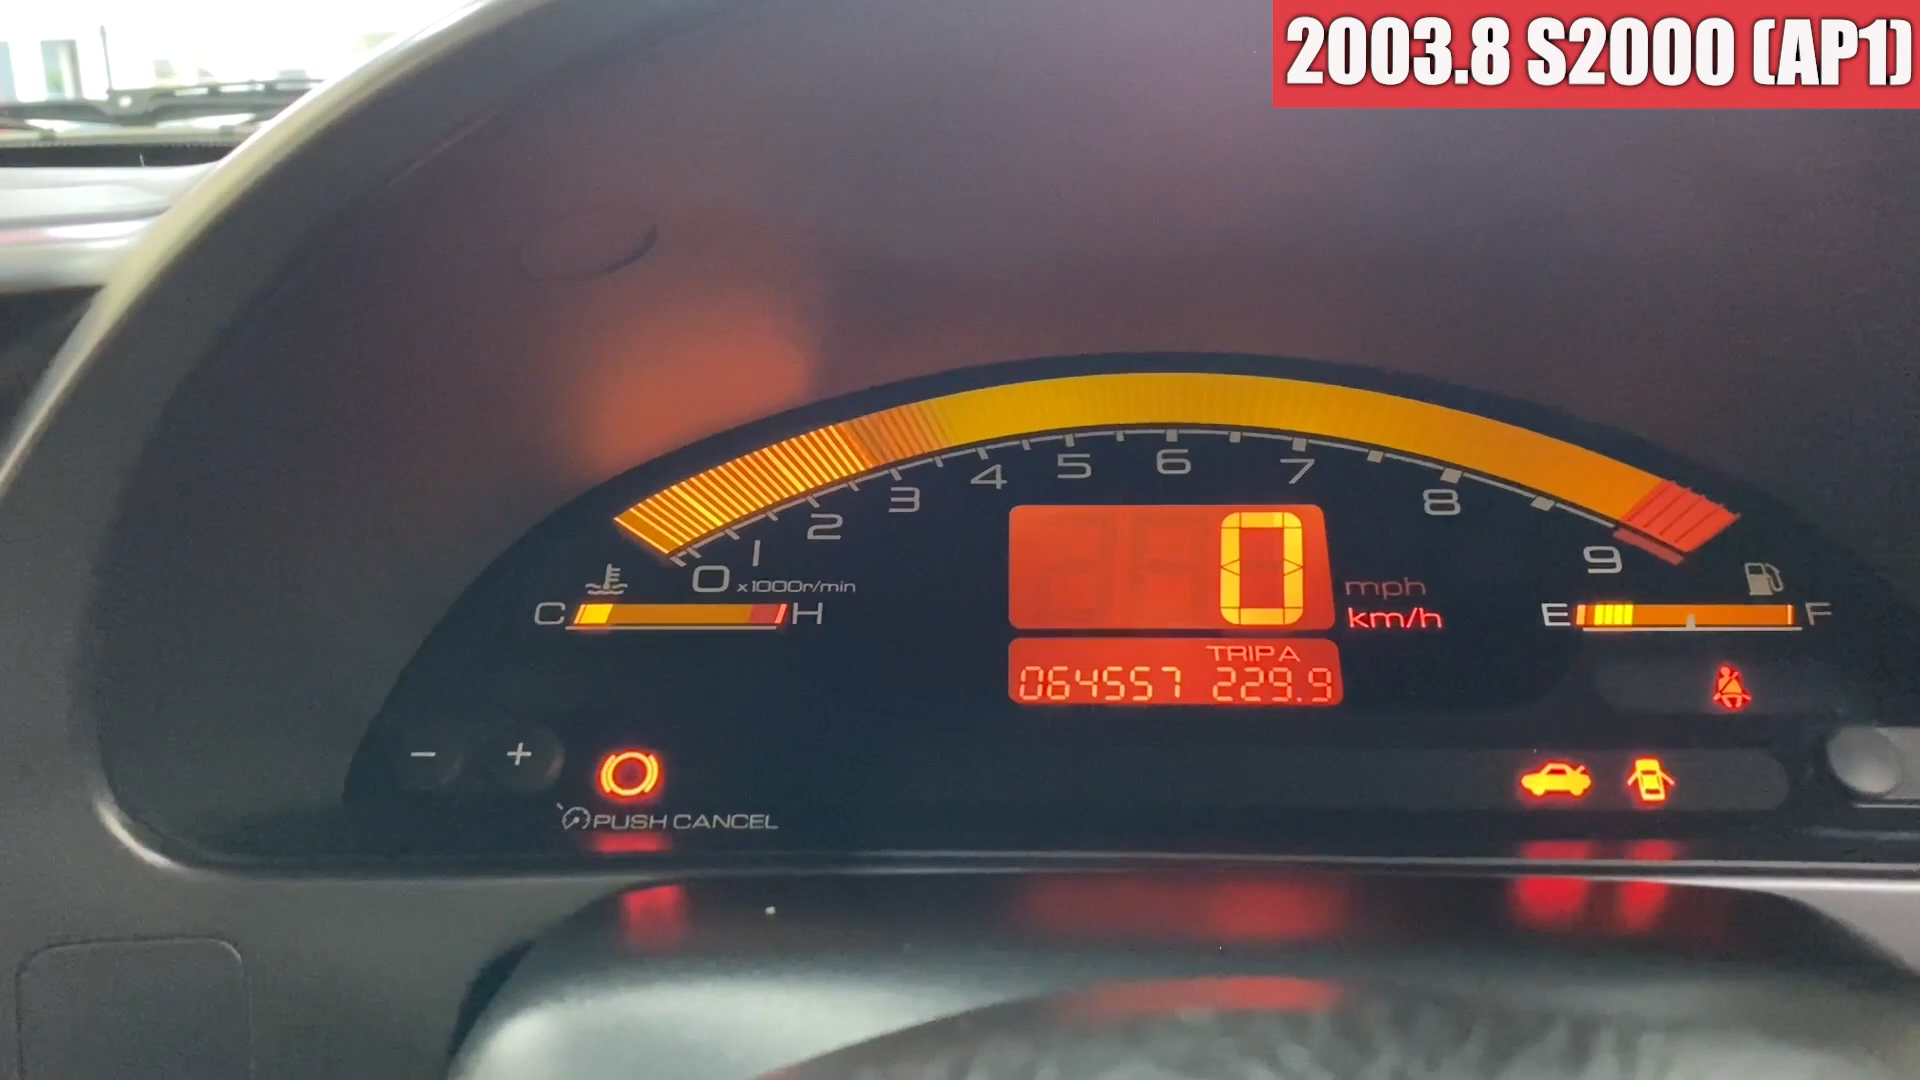 2003.8 S2000 (AP1)
0 1 2 3 4 5 6 7 8 9
x1000r/min
0
mph
km/h
C H
E F
TRIP A
064557 229.9
- +
PUSH CANCEL